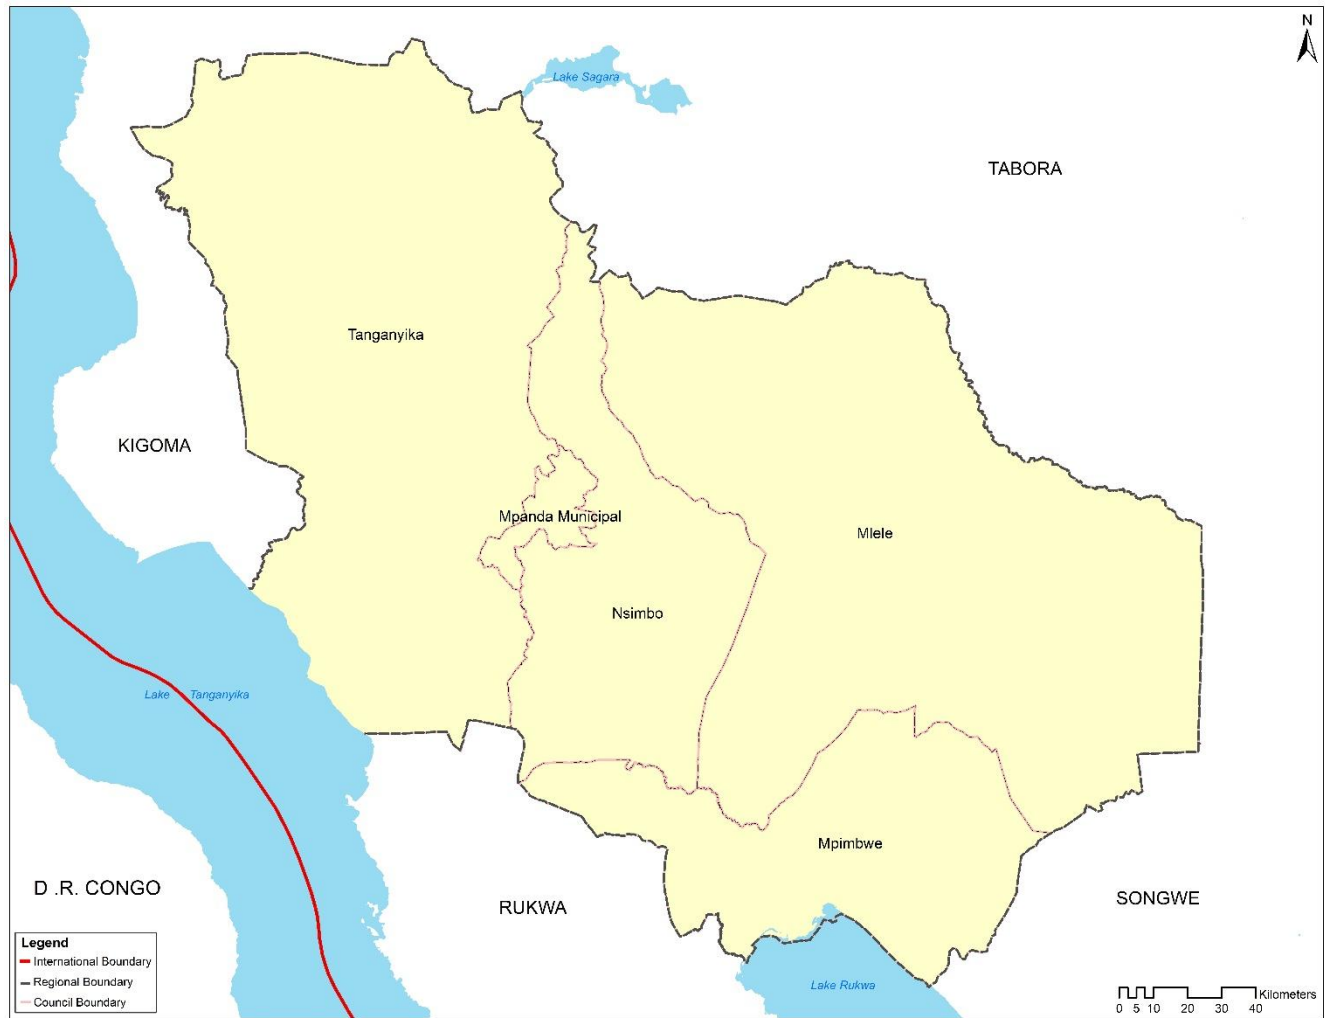 N
Lake Sagara
TABORA
Tanganyika
KIGOMA
Mpanda Municipal
Mlele
Nsimbo
Lake Tanganyika
Mpimbwe
D .R. CONGO
RUKWA
SONGWE
Lake Rukwa
Legend
International Boundary
Regional Boundary
Council Boundary
Kilometers
0 5 10 20 30 40